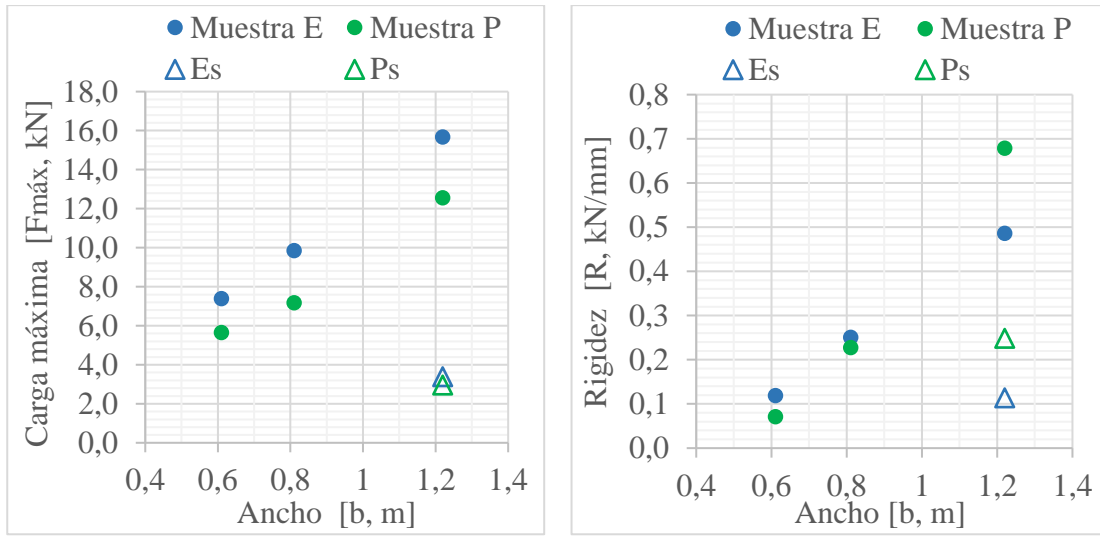 Muestra E Muestra P
Es Ps
Carga máxima [Fmáx, kN]
18,0
16,0
14,0
12,0
10,0
8,0
6,0
4,0
2,0
0,0
0,4 0,6 0,8 1 1,2 1,4
Ancho [b, m]
Muestra E Muestra P
Es Ps
Rigidez [R, kN/mm]
0,8
0,7
0,6
0,5
0,4
0,3
0,2
0,1
0,0
0,4 0,6 0,8 1 1,2 1,4
Ancho [b, m]